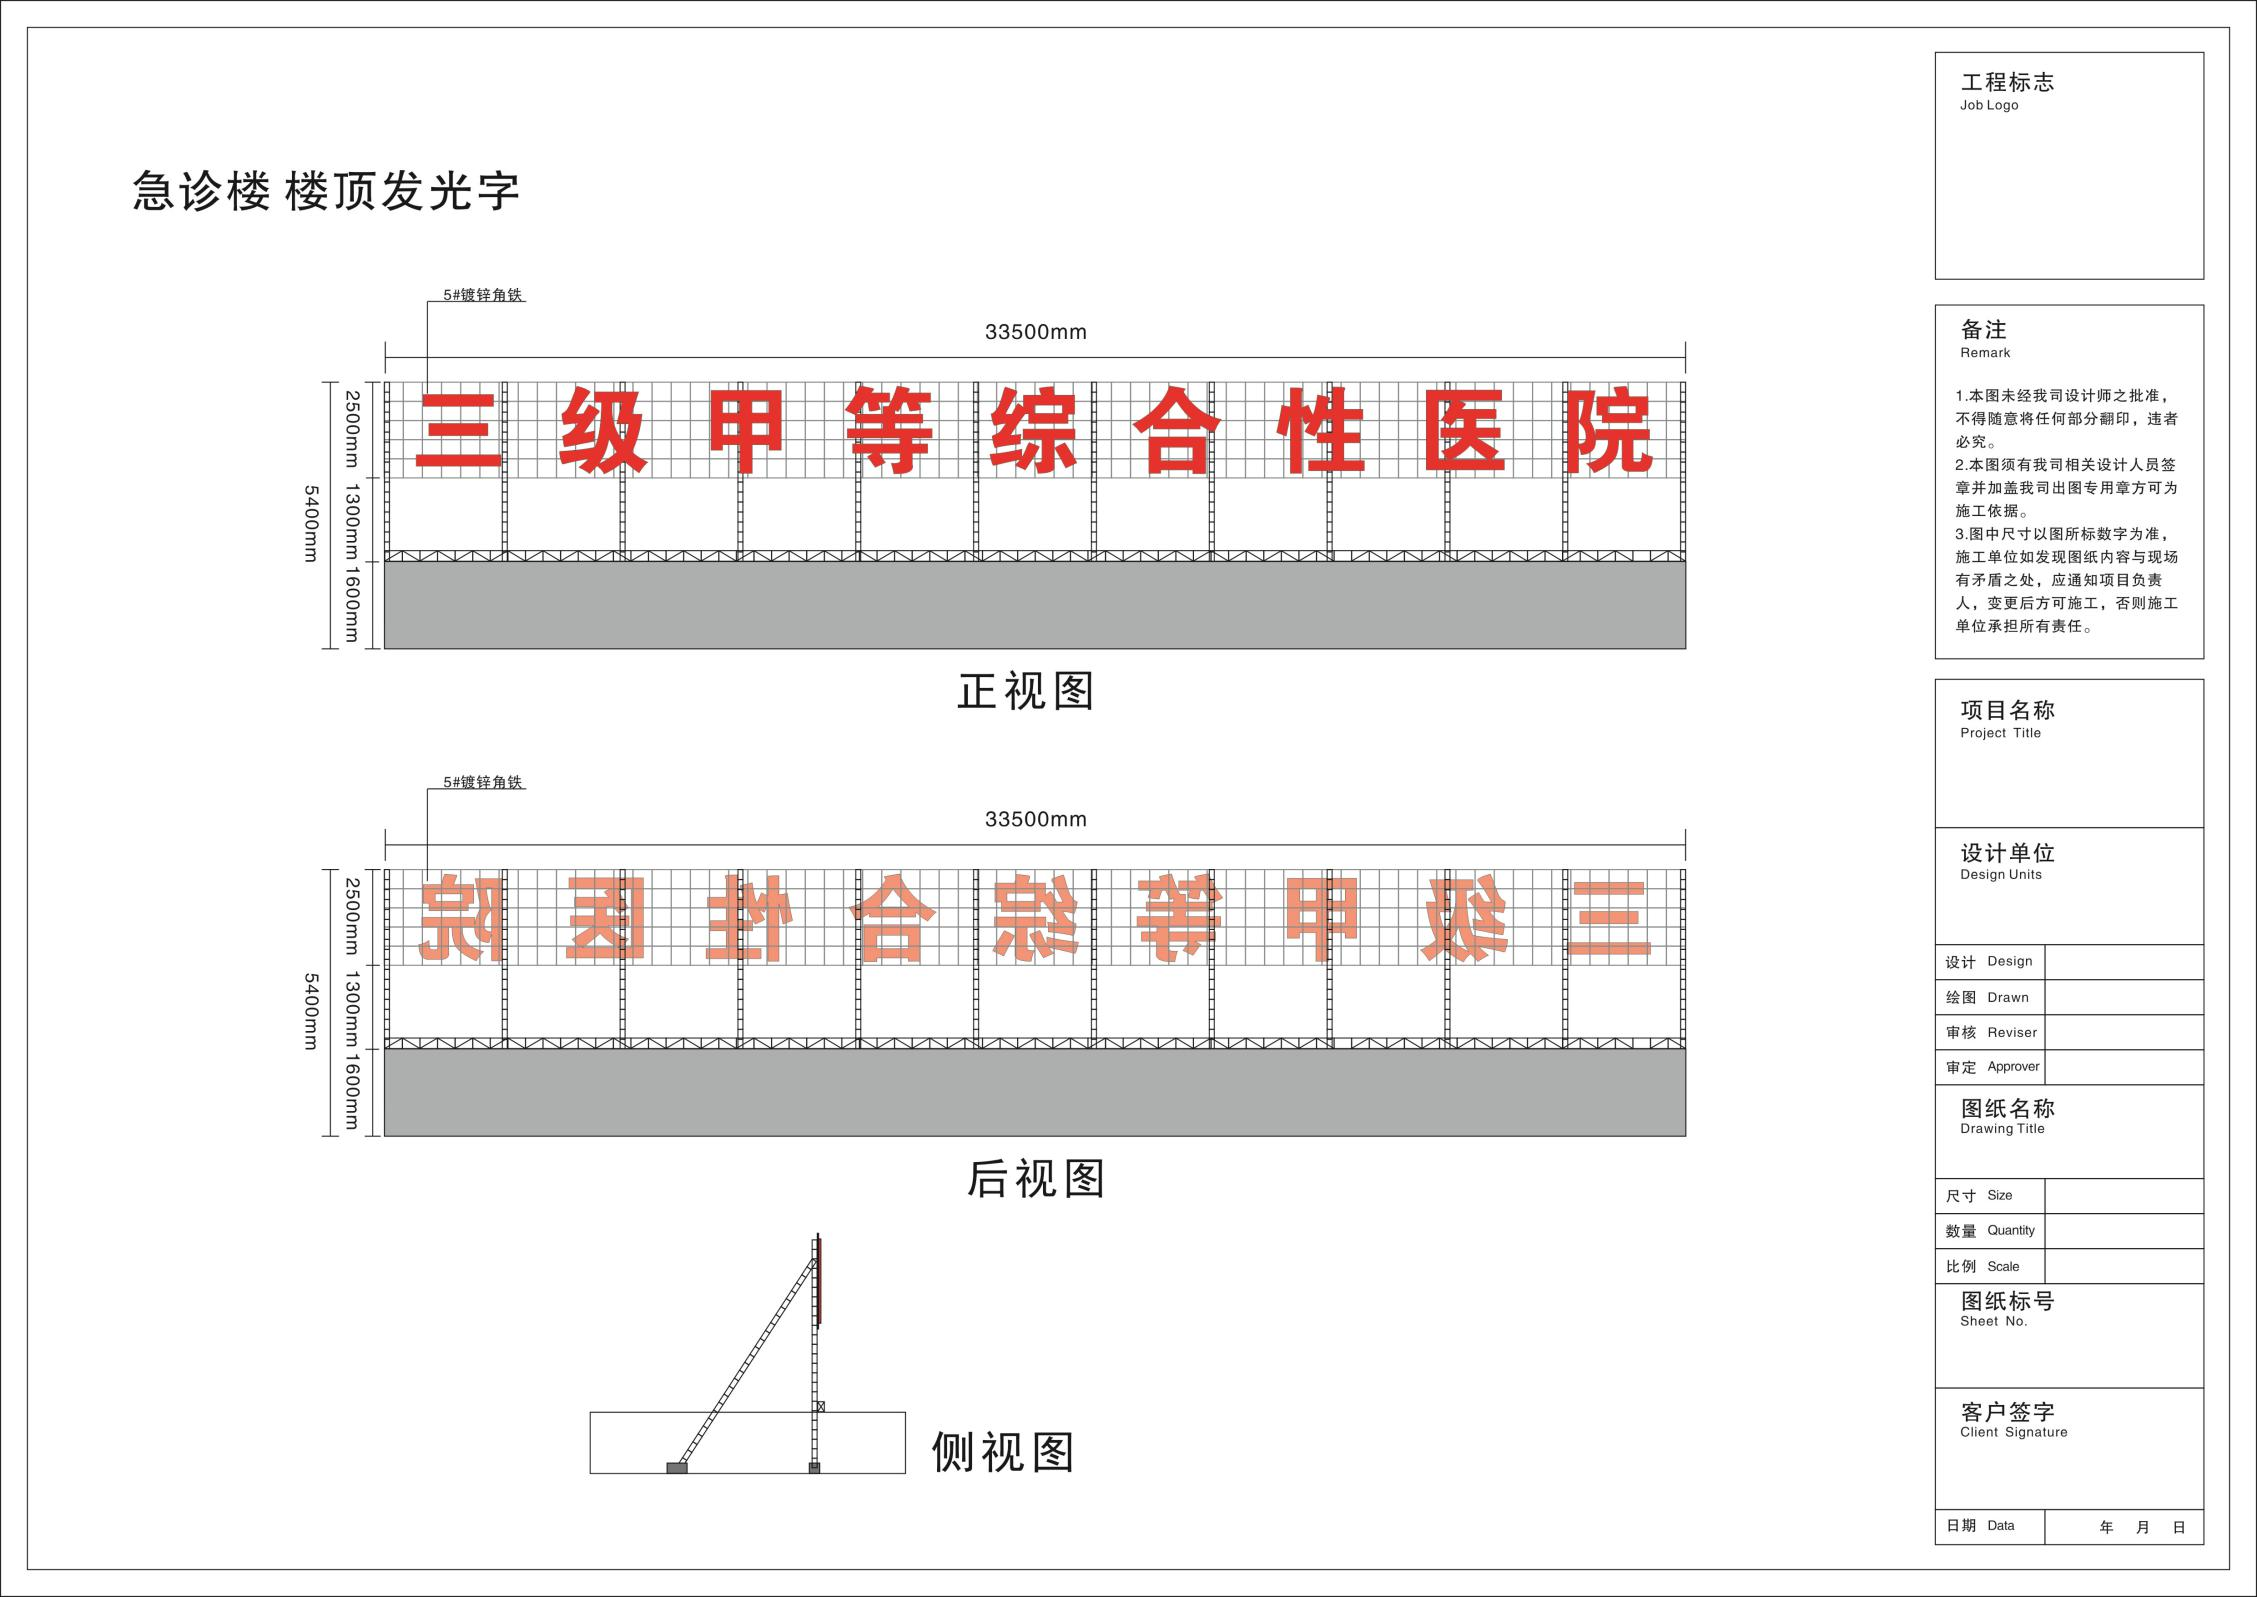 急诊楼 楼顶发光字
5#镀锌角铁
33500mm
2500mm
1300mm
1600mm
5400mm
三级甲等综合性医院
正视图
5#镀锌角铁
33500mm
2500mm
1300mm
1600mm
5400mm
三级甲等综合性医院
后视图
侧视图
工程标志
Job Logo
备注
Remark
1.本图未经我司设计师之批准，
不得随意将任何部分翻印，违者
必究。
2.本图须有我司相关设计人员签
章并加盖我司出图专用章方可为
施工依据。
3.图中尺寸以图所标数字为准，
施工单位如发现图纸内容与现场
有矛盾之处，应通知项目负责
人，变更后方可施工，否则施工
单位承担所有责任。
项目名称
Project Title
设计单位
Design Units
设计 Design
绘图 Drawn
审核 Reviser
审定 Approver
图纸名称
Drawing Title
尺寸 Size
数量 Quantity
比例 Scale
图纸标号
Sheet No.
客户签字
Client Signature
日期 Data 年 月 日